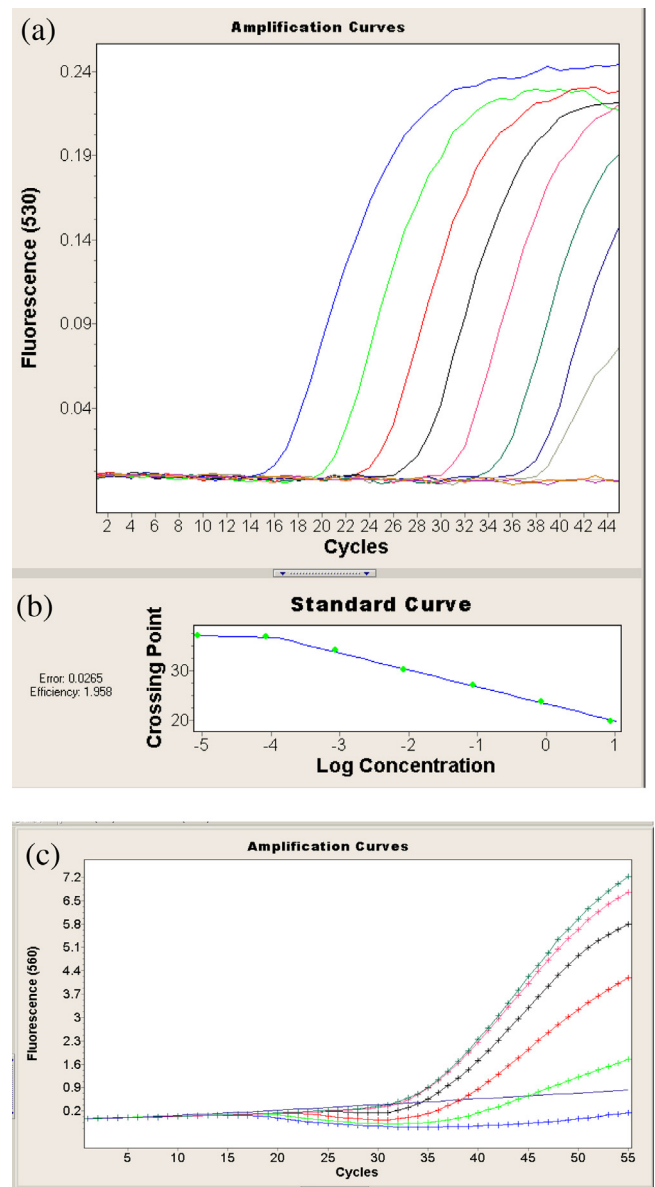 (a)
Amplification Curves
Fluorescence (530)
0.24
0.19
0.14
0.09
0.04
2 4 6 8 10 12 14 16 18 20 22 24 26 28 30 32 34 36 38 40 42 44
Cycles
(b)
Standard Curve
Error: 0.0265
Efficiency: 1.958
Crossing Point
30
20
-5 -4 -3 -2 -1 0 1
Log Concentration
(c)
Amplification Curves
Fluorescence (560)
7.2
6.5
5.8
5.1
4.4
3.7
3
2.3
1.6
0.9
0.2
5 10 15 20 25 30 35 40 45 50 55
Cycles